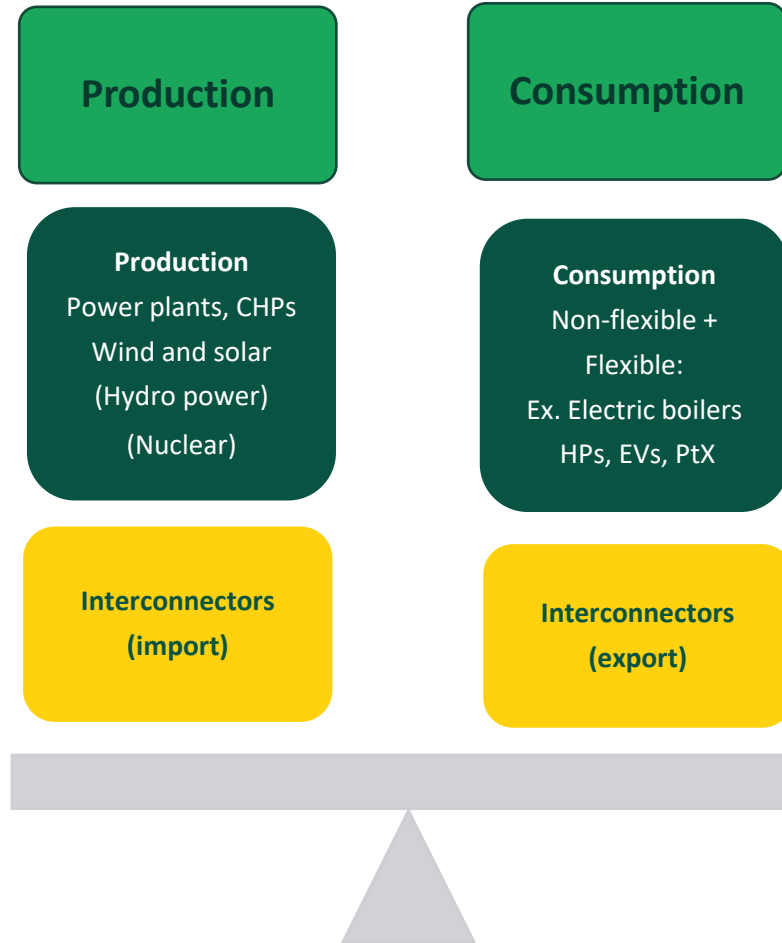 Production
Consumption
Production
Power plants, CHPs
Wind and solar
(Hydro power)
(Nuclear)
Consumption
Non-flexible +
Flexible:
Ex. Electric boilers
HPs, EVs, PtX
Interconnectors
(import)
Interconnectors
(export)